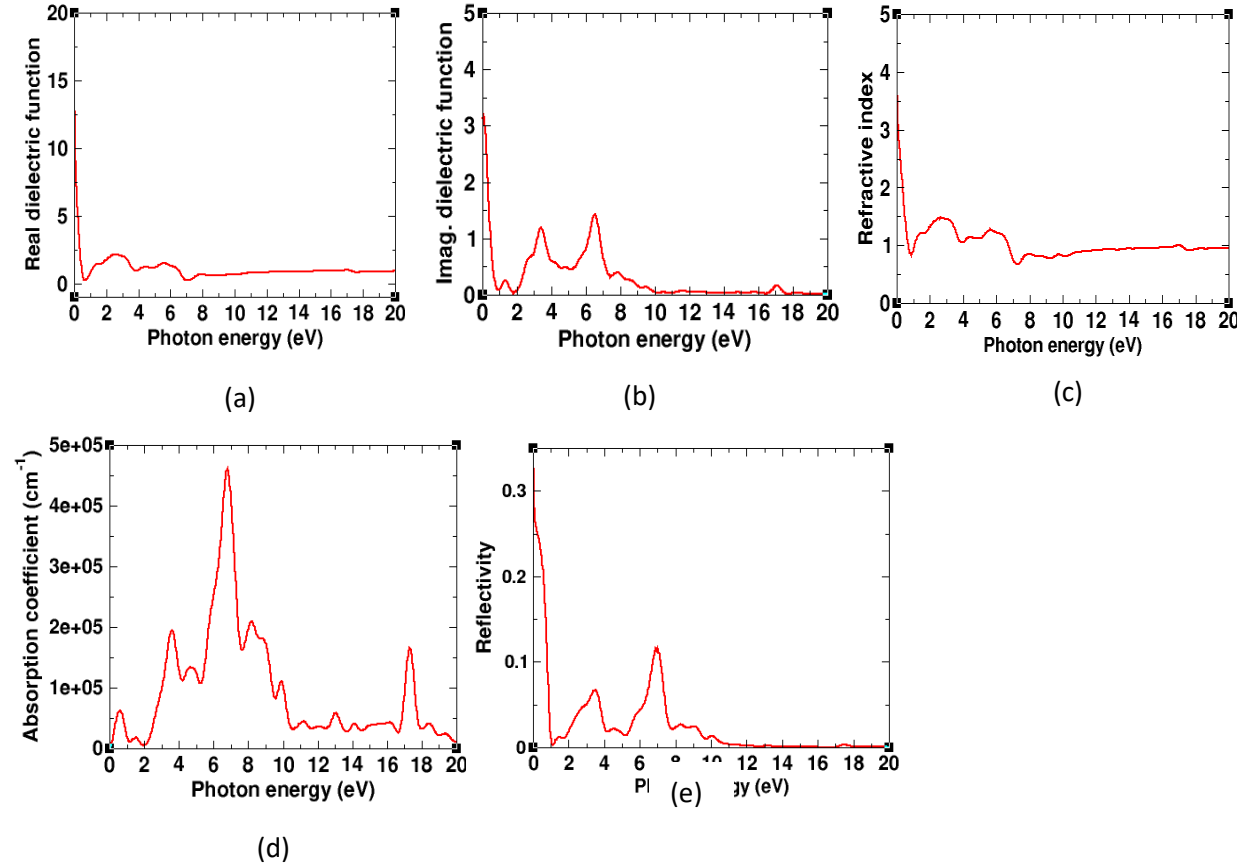 Real dielectric function
20
15
10
5
0
0 2 4 6 8 10 12 14 16 18 20
Photon energy (eV)
(a)
Imag. dielectric function
5
4
3
2
1
0
0 2 4 6 8 10 12 14 16 18 20
Photon energy (eV)
(b)
Refractive index
5
4
3
2
1
0
0 2 4 6 8 10 12 14 16 18 20
Photon energy (eV)
(c)
Absorption coefficient (cm-1)
5e+05
4e+05
3e+05
2e+05
1e+05
0
0 2 4 6 8 10 12 14 16 18 20
Photon energy (eV)
(d)
Reflectivity
0.3
0.2
0.1
0
0 2 4 6 8 10 12 14 16 18 20
gy (eV)
(e)